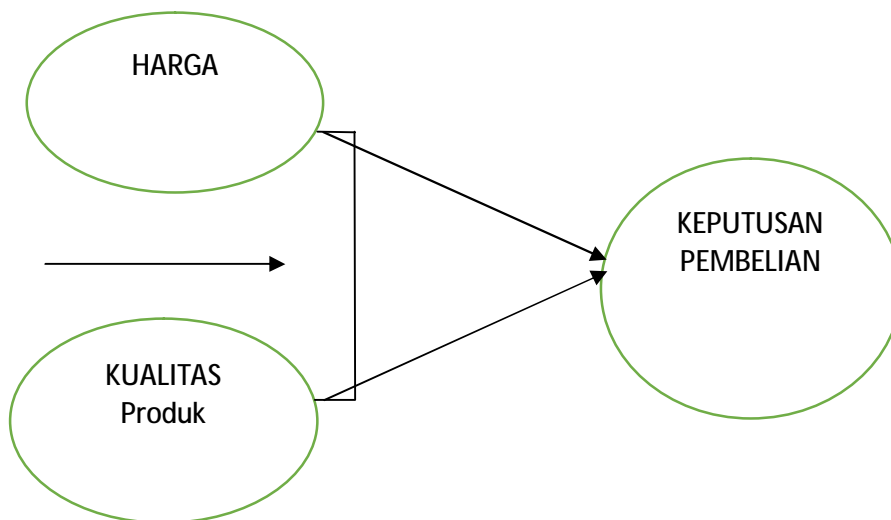 HARGA
KEPUTUSAN
PEMBELIAN
KUALITAS
Produk